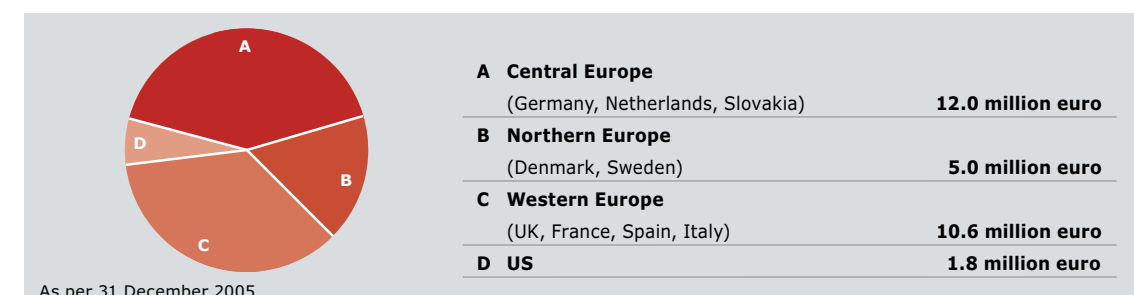 A
D
B
C
A Central Europe
(Germany, Netherlands, Slovakia) 12.0 million euro
B Northern Europe
(Denmark, Sweden) 5.0 million euro
C Western Europe
(UK, France, Spain, Italy) 10.6 million euro
D US 1.8 million euro
As per 31 December 2005